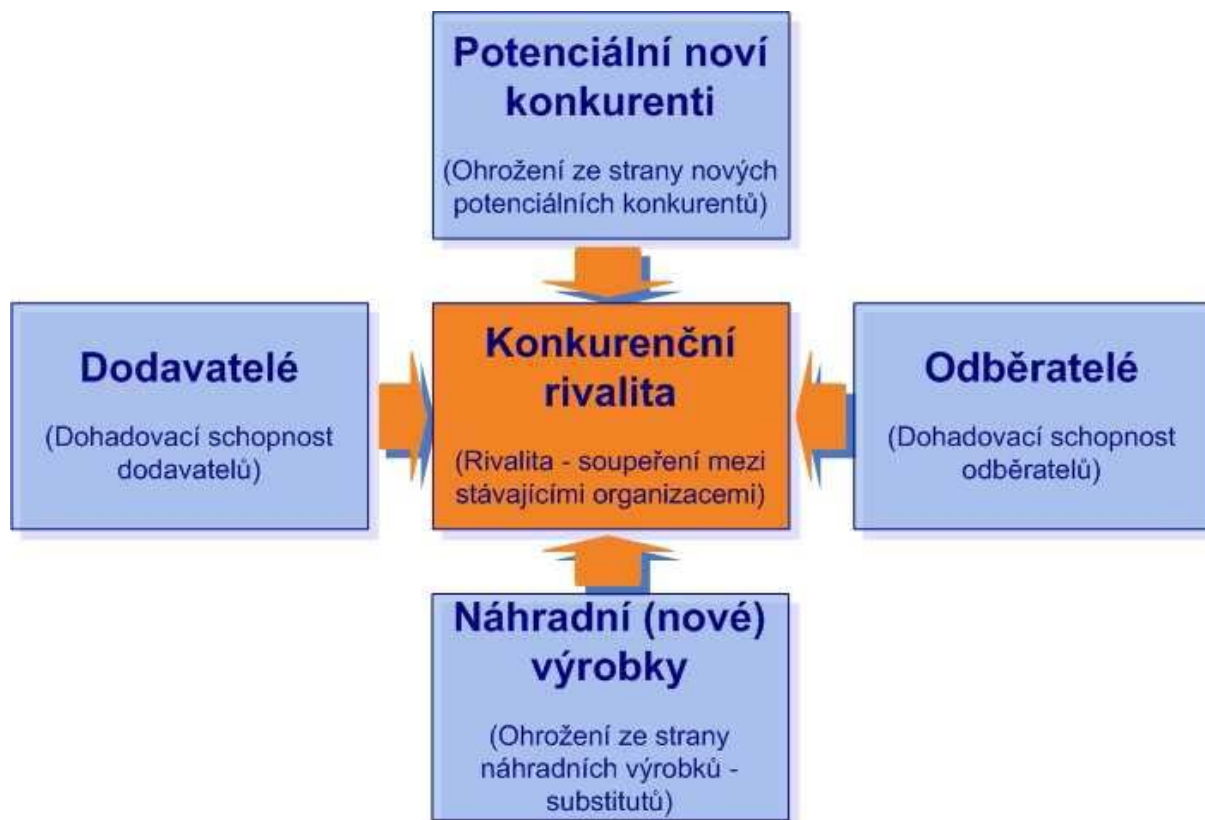 Potenciální noví
konkurenti
(Ohrožení ze strany nových
potenciálních konkurentů)
Dodavatelé
(Dohadovací schopnost
dodavatelů)
Konkurenční
rivalita
(Rivalita - soupeření mezi
stávajícími organizacemi)
Odběratelé
(Dohadovací schopnost
odběratelů)
Náhradní (nové)
výrobky
(Ohrožení ze strany
náhradních výrobků -
substitutů)